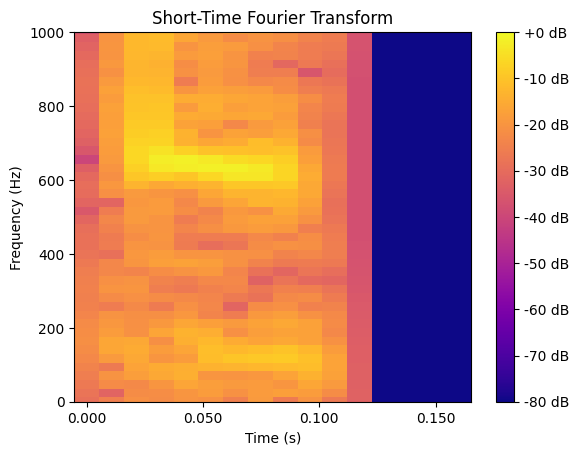 Short-Time Fourier Transform
1000
800
600
400
200
0
Frequency (Hz)
0.000
0.050
0.100
0.150
Time (s)
+0 dB
-10 dB
-20 dB
-30 dB
-40 dB
-50 dB
-60 dB
-70 dB
-80 dB